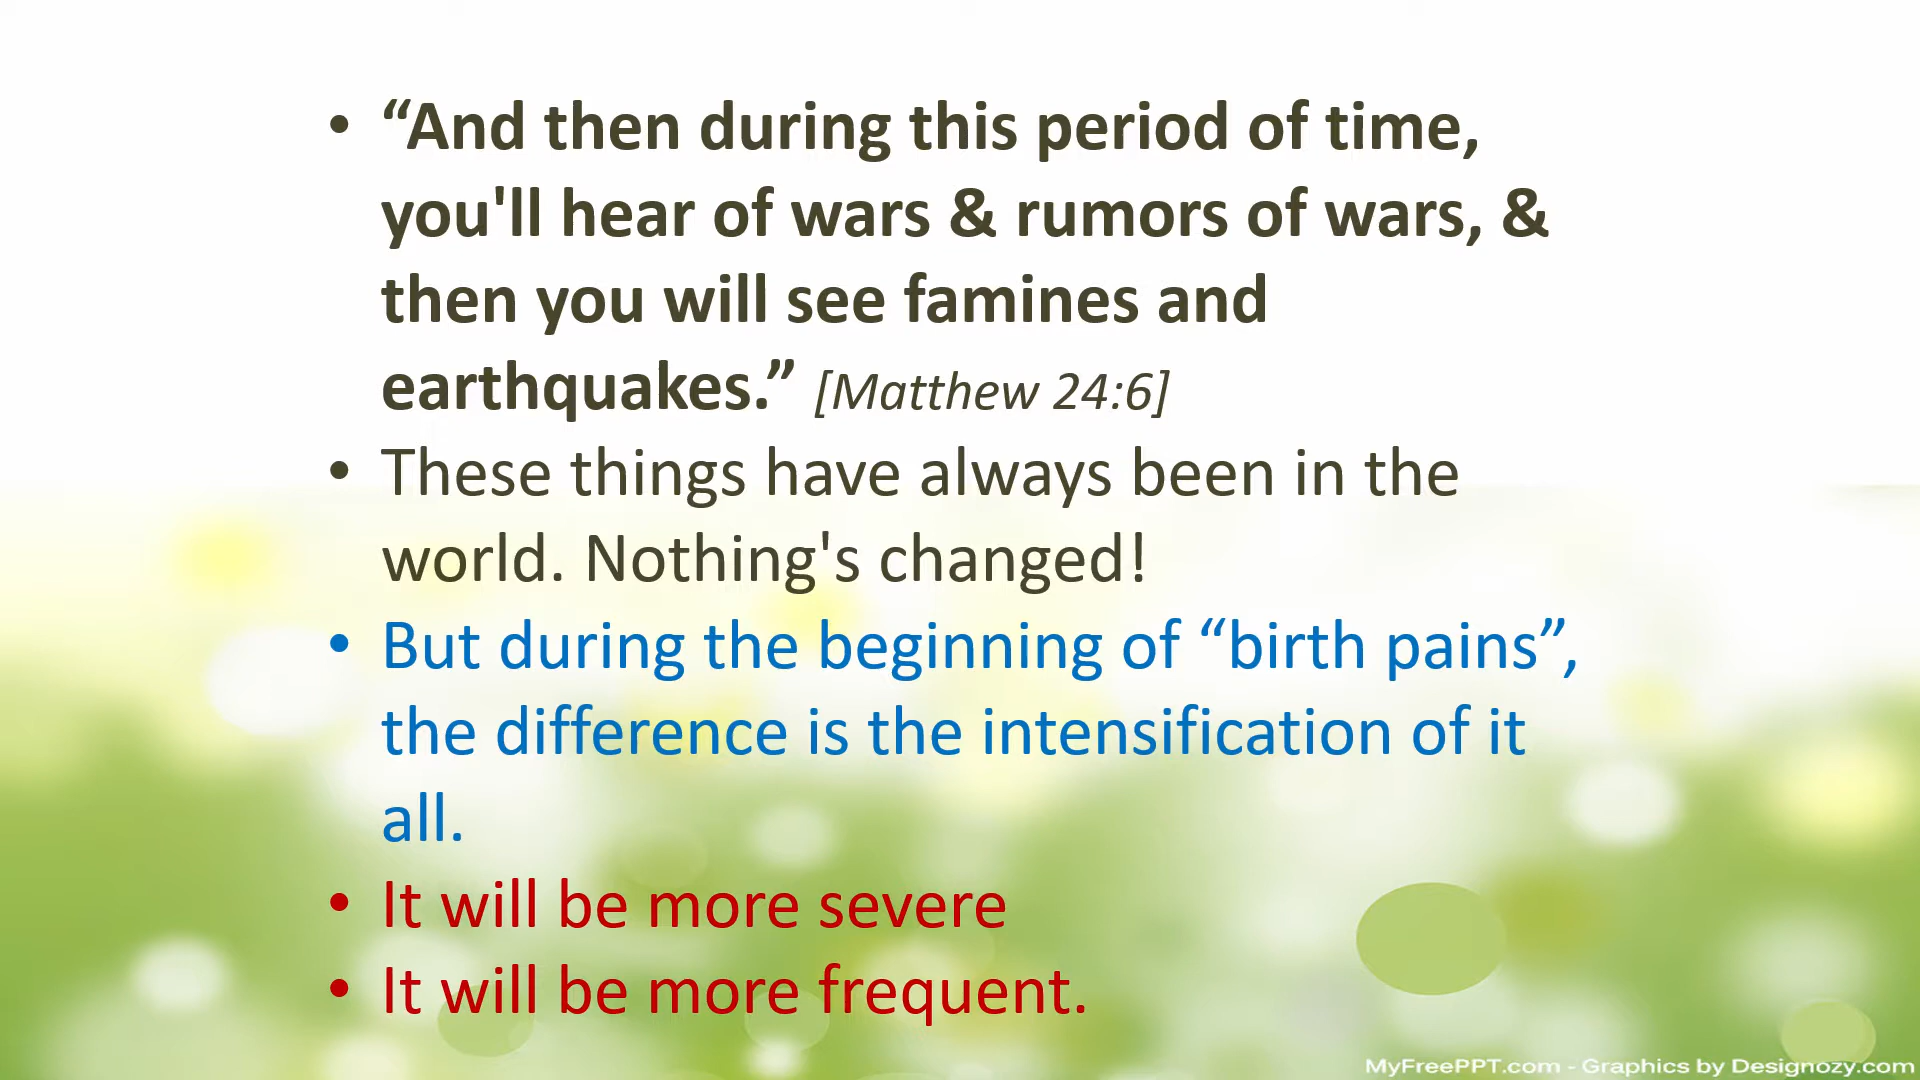 • “And then during this period of time,
you'll hear of wars & rumors of wars, &
then you will see famines and
earthquakes.” [Matthew 24:6]
• These things have always been in the
world. Nothing's changed!
• But during the beginning of “birth pains”,
the difference is the intensification of it
all.
• It will be more severe
• It will be more frequent.
MyFreePPT.com - Graphics by Designozy.com